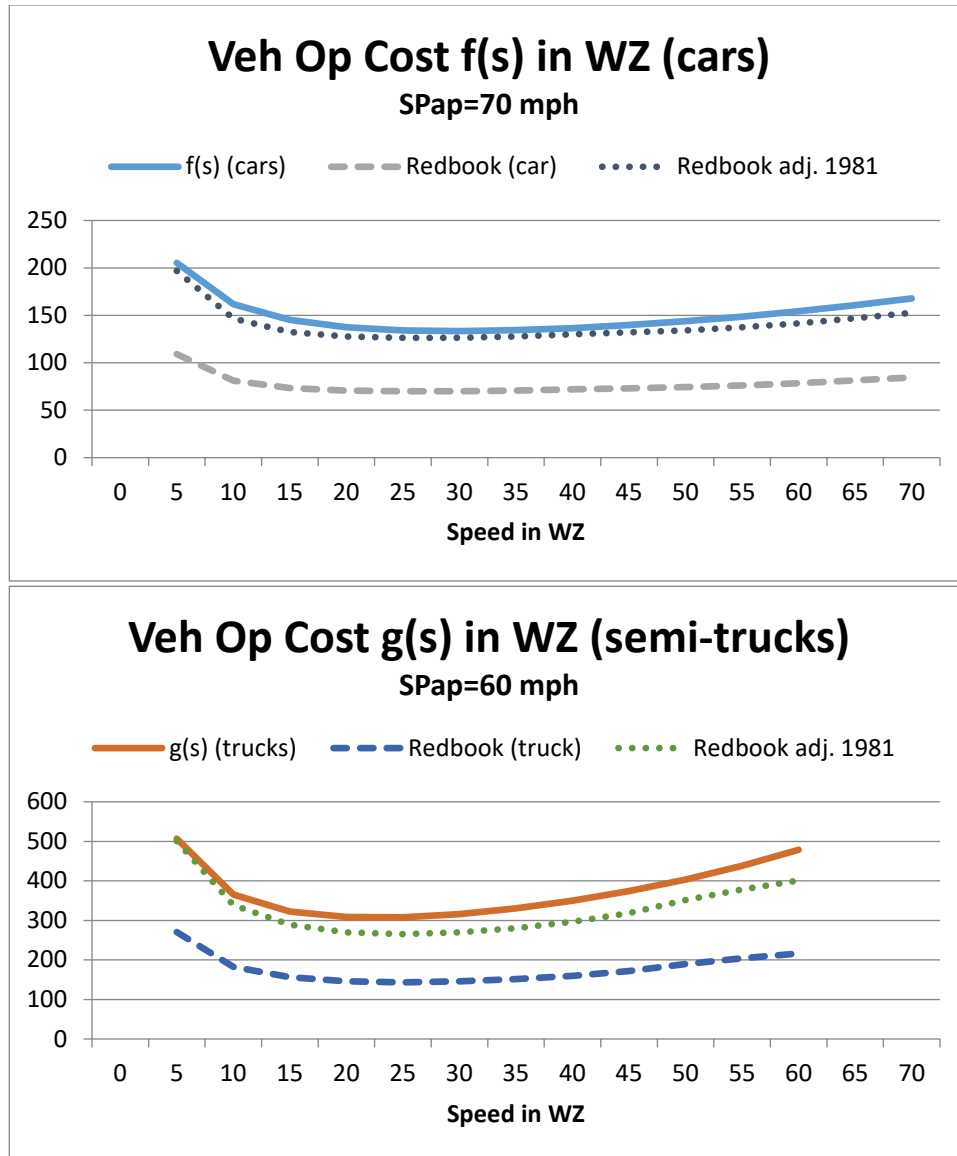 Veh Op Cost f(s) in WZ (cars)
SPap=70 mph
f(s) (cars) Redbook (car) Redbook adj. 1981
250
200
150
100
50
0
0 5 10 15 20 25 30 35 40 45 50 55 60 65 70
Speed in WZ
Veh Op Cost g(s) in WZ (semi-trucks)
SPap=60 mph
g(s) (trucks) Redbook (truck) Redbook adj. 1981
600
500
400
300
200
100
0
0 5 10 15 20 25 30 35 40 45 50 55 60 65 70
Speed in WZ